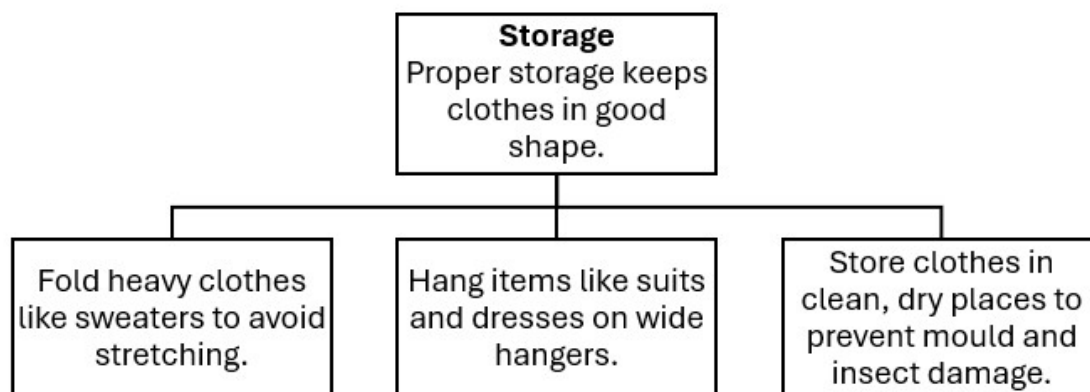 Storage
Proper storage keeps
clothes in good
shape.
Fold heavy clothes
like sweaters to avoid
stretching.
Hang items like suits
and dresses on wide
hangers.
Store clothes in
clean, dry places to
prevent mould and
insect damage.